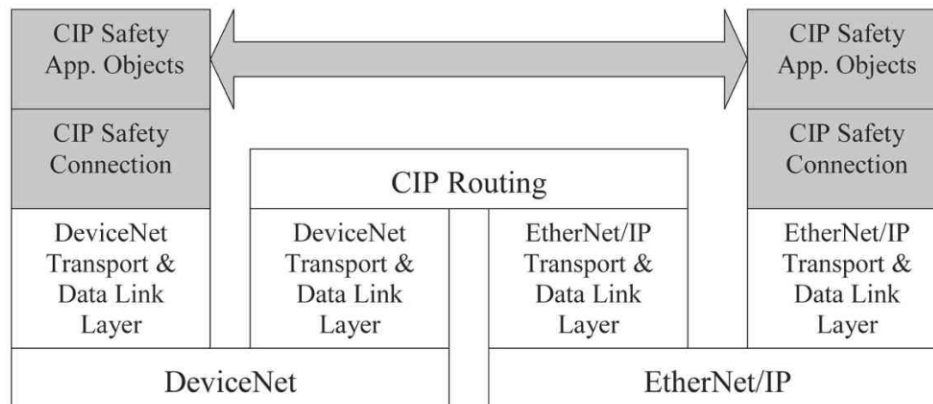 CIP Safety
App. Objects
CIP Safety
App. Objects
CIP Safety
Connection
CIP Safety
Connection
CIP Routing
DeviceNet
Transport &
Data Link
Layer
DeviceNet
Transport &
Data Link
Layer
EtherNet/IP
Transport &
Data Link
Layer
EtherNet/IP
Transport &
Data Link
Layer
DeviceNet
EtherNet/IP